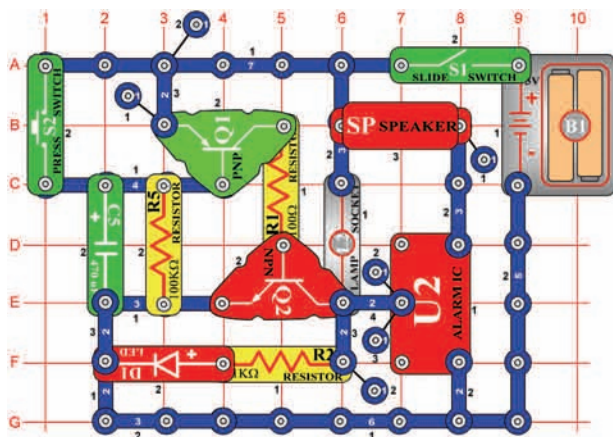 1 2 3 4 5 6 7 8 9 10
A
B
C
D
E
F
G
S1
SLIDE SWITCH
S2
PRESS SWITCH
Q1
PNP
SP SPEAKER
3V
B1
R5
RESISTOR
100KΩ
R1
RESISTOR
100Ω
C5
LAMP SOCKET
NPN
Q2
U2
ALARM IC
D1
LED
R2
1KΩ
RESISTOR